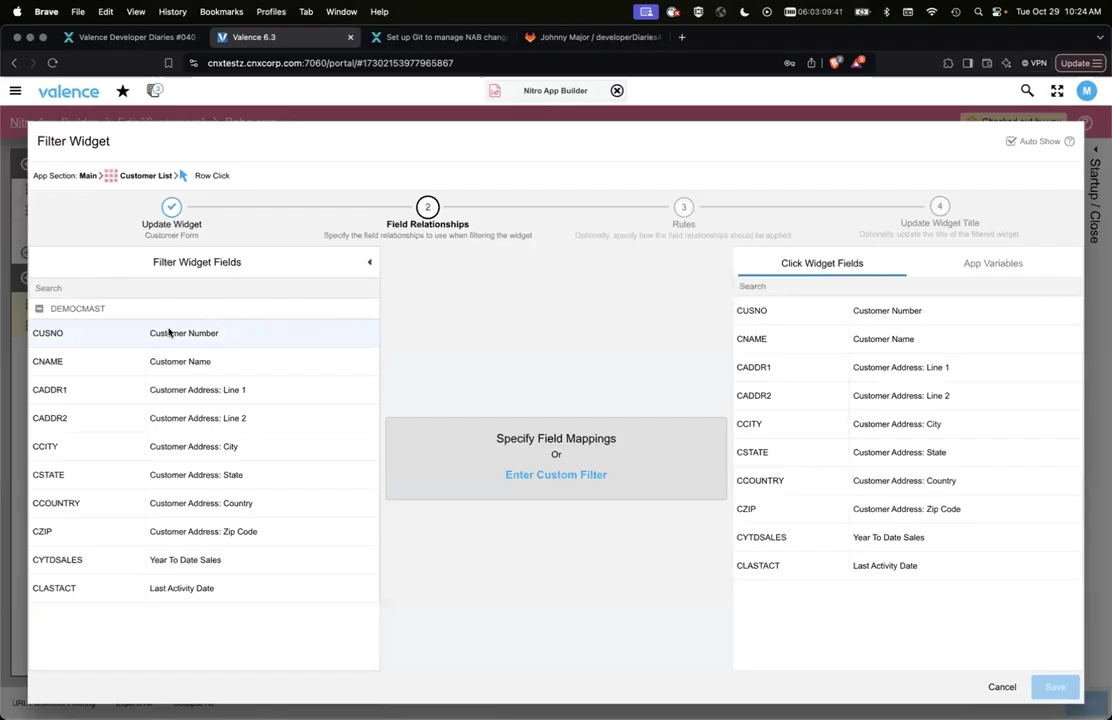 Brave File Edit View History Bookmarks Profiles Tab Window Help 06:03:09:41 Tue Oct 29 10:24 AM
Valence Developer Diaries #040 Valence 6.3 Set up Git to manage NAB chang Johnny Major / developerDiaries4
cnxtestz.cnxcorp.com:7060/portal/#17302153977965867 VPN Update
valence 3 Nitro App Builder M
Filter Widget Auto Show
App Section: Main Customer List Row Click
2 3 4
Update Widget Field Relationships Rules Update Widget Title
Customer Form Specify the field relationships to use when filtering the widget Optionally, specify how the field relationships should be applied. Optionally, update the title of the filtered widget.
Startup / Close
Filter Widget Fields Click Widget Fields App Variables
Search Search
DEMOCMAST
CUSNO Customer Number
CNAME Customer Name
CADDR1 Customer Address: Line 1
CADDR2 Customer Address: Line 2
CCITY Customer Address: City
CSTATE Customer Address: State
CCOUNTRY Customer Address: Country
CZIP Customer Address: Zip Code
CYTDSALES Year To Date Sales
CLASTACT Last Activity Date
Specify Field Mappings
Or
Enter Custom Filter
CUSNO Customer Number
CNAME Customer Name
CADDR1 Customer Address: Line 1
CADDR2 Customer Address: Line 2
CCITY Customer Address: City
CSTATE Customer Address: State
CCOUNTRY Customer Address: Country
CZIP Customer Address: Zip Code
CYTDSALES Year To Date Sales
CLASTACT Last Activity Date
Cancel Save